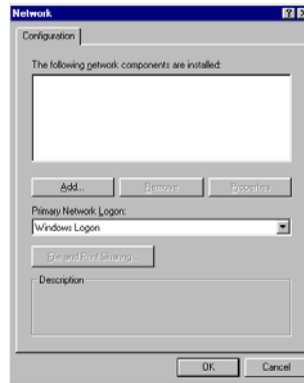 Network
Configuration
The following network components are installed:
Add...
Remove
Properties
Primary Network Logon:
Windows Logon
File and Print Sharing...
Description
OK
Cancel